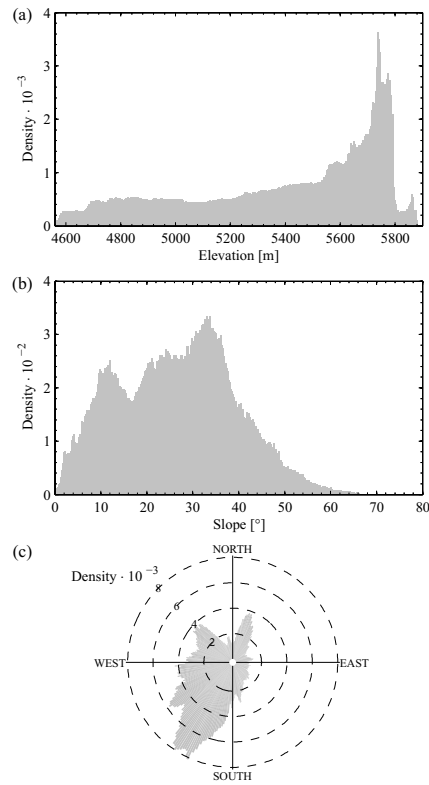 (a)
4
3
2
1
0
Density · 10 −3
4600 4800 5000 5200 5400 5600 5800
Elevation [m]
(b)
4
3
2
1
0
Density · 10 −2
0 10 20 30 40 50 60 70 80
Slope [°]
(c)
NORTH
Density · 10 −3
8
6
4
2
WEST
EAST
SOUTH